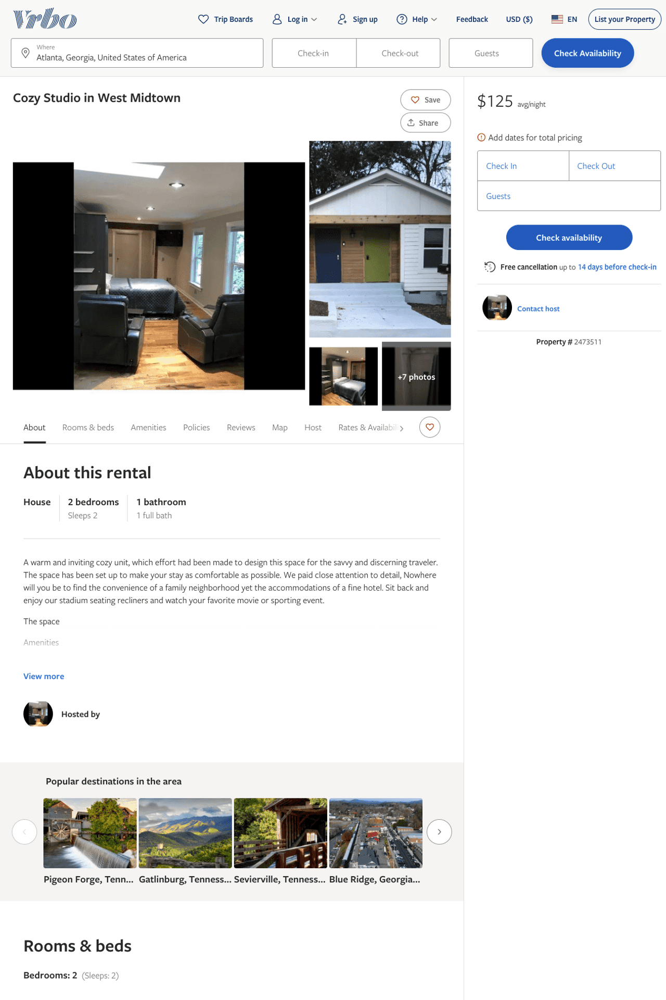 Vrbo
Trip Boards
Log in
Sign up
Help
Feedback
USD ($)
EN
List your Property
Where
Atlanta, Georgia, United States of America
Check-in
Check-out
Guests
Check Availability
Cozy Studio in West Midtown
Save
Share
+7 photos
$125 avg/night
Add dates for total pricing
Check In
Check Out
Guests
Check availability
Free cancellation up to 14 days before check-in
Contact host
Property # 2473511
About
Rooms & beds
Amenities
Policies
Reviews
Map
Host
Rates & Availabili
About this rental
House
2 bedrooms
Sleeps 2
1 bathroom
1 full bath
A warm and inviting cozy unit, which effort had been made to design this space for the savvy and discerning traveler.
The space has been set up to make your stay as comfortable as possible. We paid close attention to detail, Nowhere
will you be to find the convenience of a family neighborhood yet the accommodations of a fine hotel. Sit back and
enjoy our stadium seating recliners and watch your favorite movie or sporting event.
The space
Amenities
View more
Hosted by
Popular destinations in the area
Pigeon Forge, Tenn...
Gatlinburg, Tenness...
Sevierville, Tenness...
Blue Ridge, Georgia...
Rooms & beds
Bedrooms: 2 (Sleeps: 2)